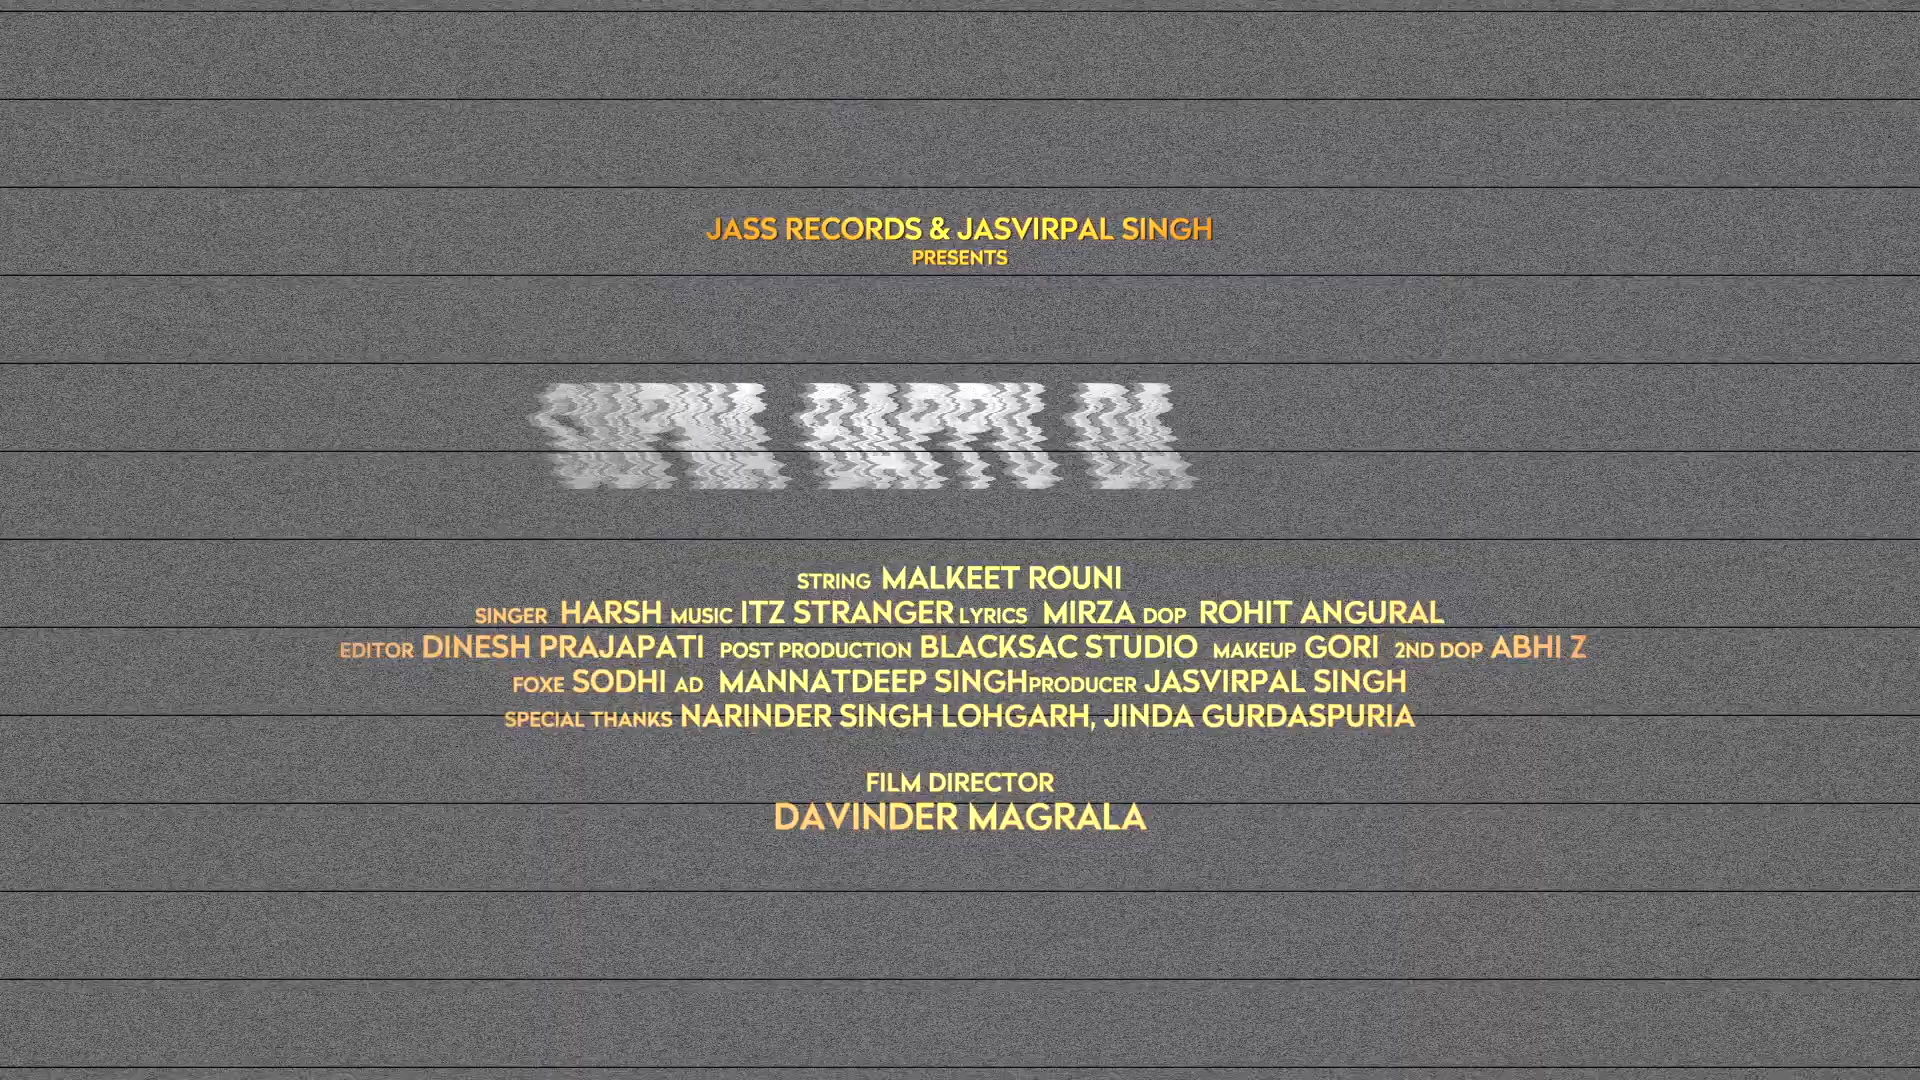 JASS RECORDS & JASVIRPAL SINGH
PRESENTS
STRING MALKEET ROUNI
SINGER HARSH MUSIC ITZ STRANGER LYRICS MIRZA DOP ROHIT ANGURAL
EDITOR DINESH PRAJAPATI POST PRODUCTION BLACKSAC STUDIO MAKEUP GORI 2ND DOP ABHI Z
FOXE SODHI AD MANNATDEEP SINGHPRODUCER JASVIRPAL SINGH
SPECIAL THANKS NARINDER SINGH LOHGARH, JINDA GURDASPURIA
FILM DIRECTOR
DAVINDER MAGRALA